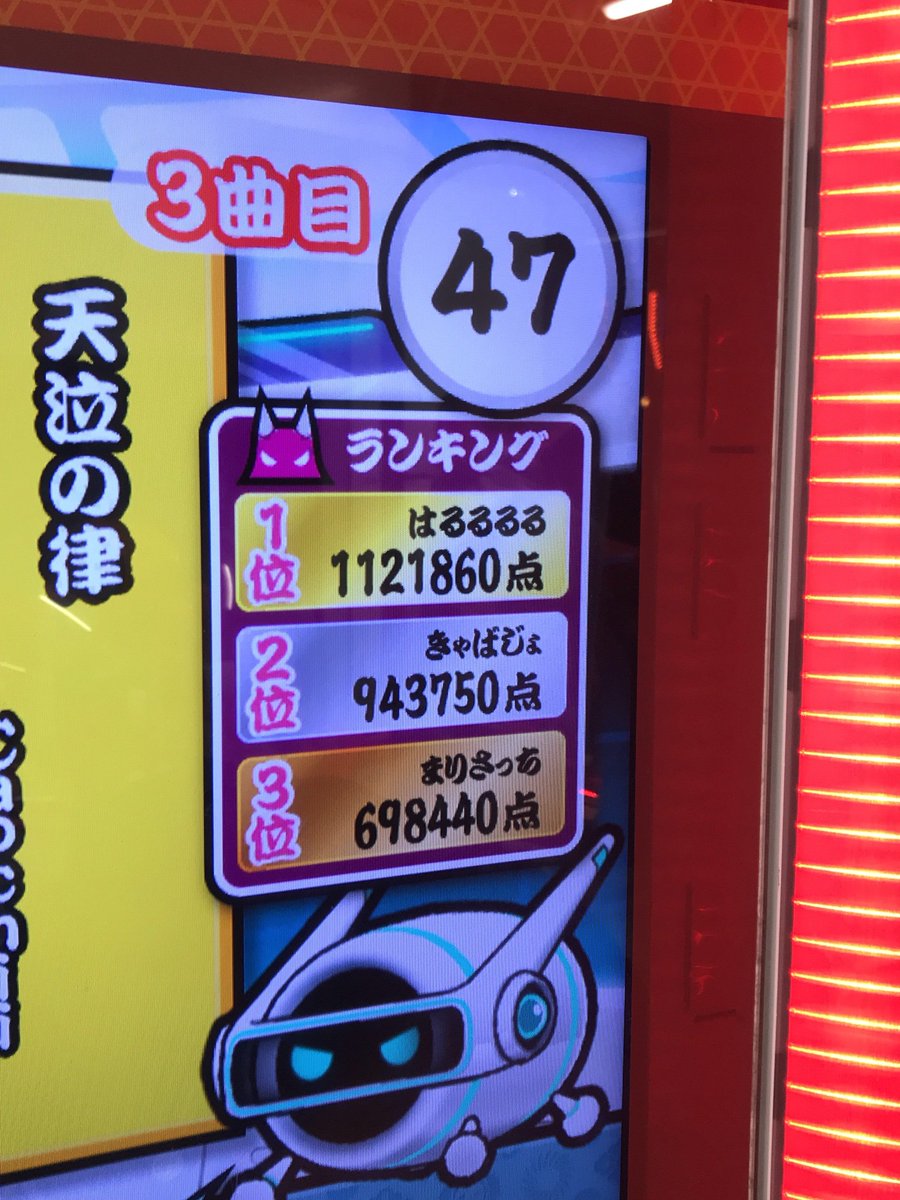 3曲目
47
天泣の律
ランキング
1位
はるるるる
1121860点
2位
きゃばじょ
943750点
3位
まりさっち
698440点